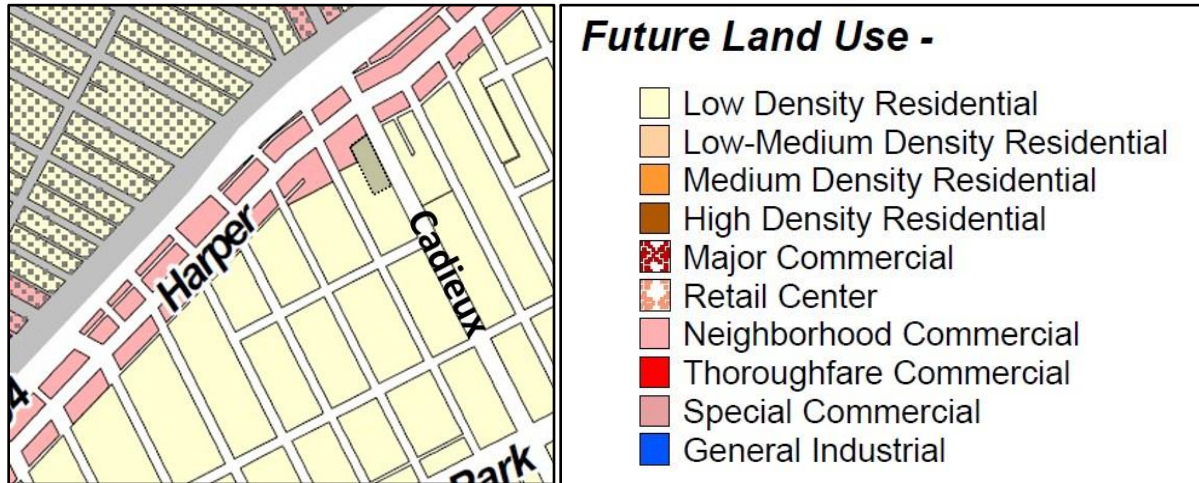 Harper
Cadieux
Park
Future Land Use -
Low Density Residential
Low-Medium Density Residential
Medium Density Residential
High Density Residential
Major Commercial
Retail Center
Neighborhood Commercial
Thoroughfare Commercial
Special Commercial
General Industrial